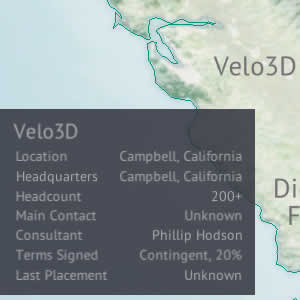 Velo3D
Velo3D
Location Campbell, California
Headquarters Campbell, California
Headcount 200+
Main Contact Unknown
Consultant Phillip Hodson
Terms Signed Contingent, 20%
Last Placement Unknown
Di
F